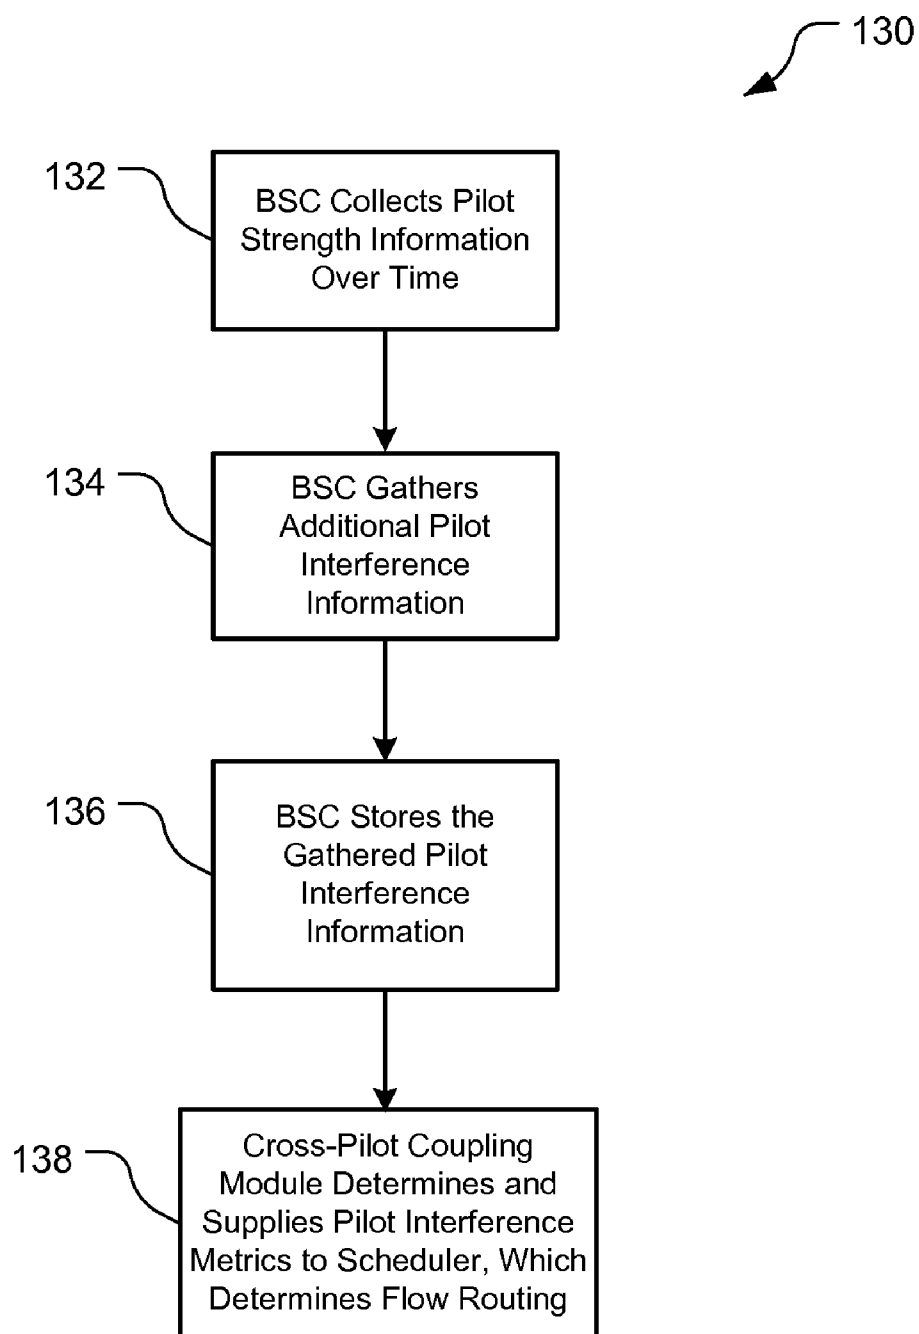 130
132
BSC Collects Pilot
Strength Information
Over Time
134
BSC Gathers
Additional Pilot
Interference
Information
136
BSC Stores the
Gathered Pilot
Interference
Information
138
Cross-Pilot Coupling
Module Determines and
Supplies Pilot Interference
Metrics to Scheduler, Which
Determines Flow Routing